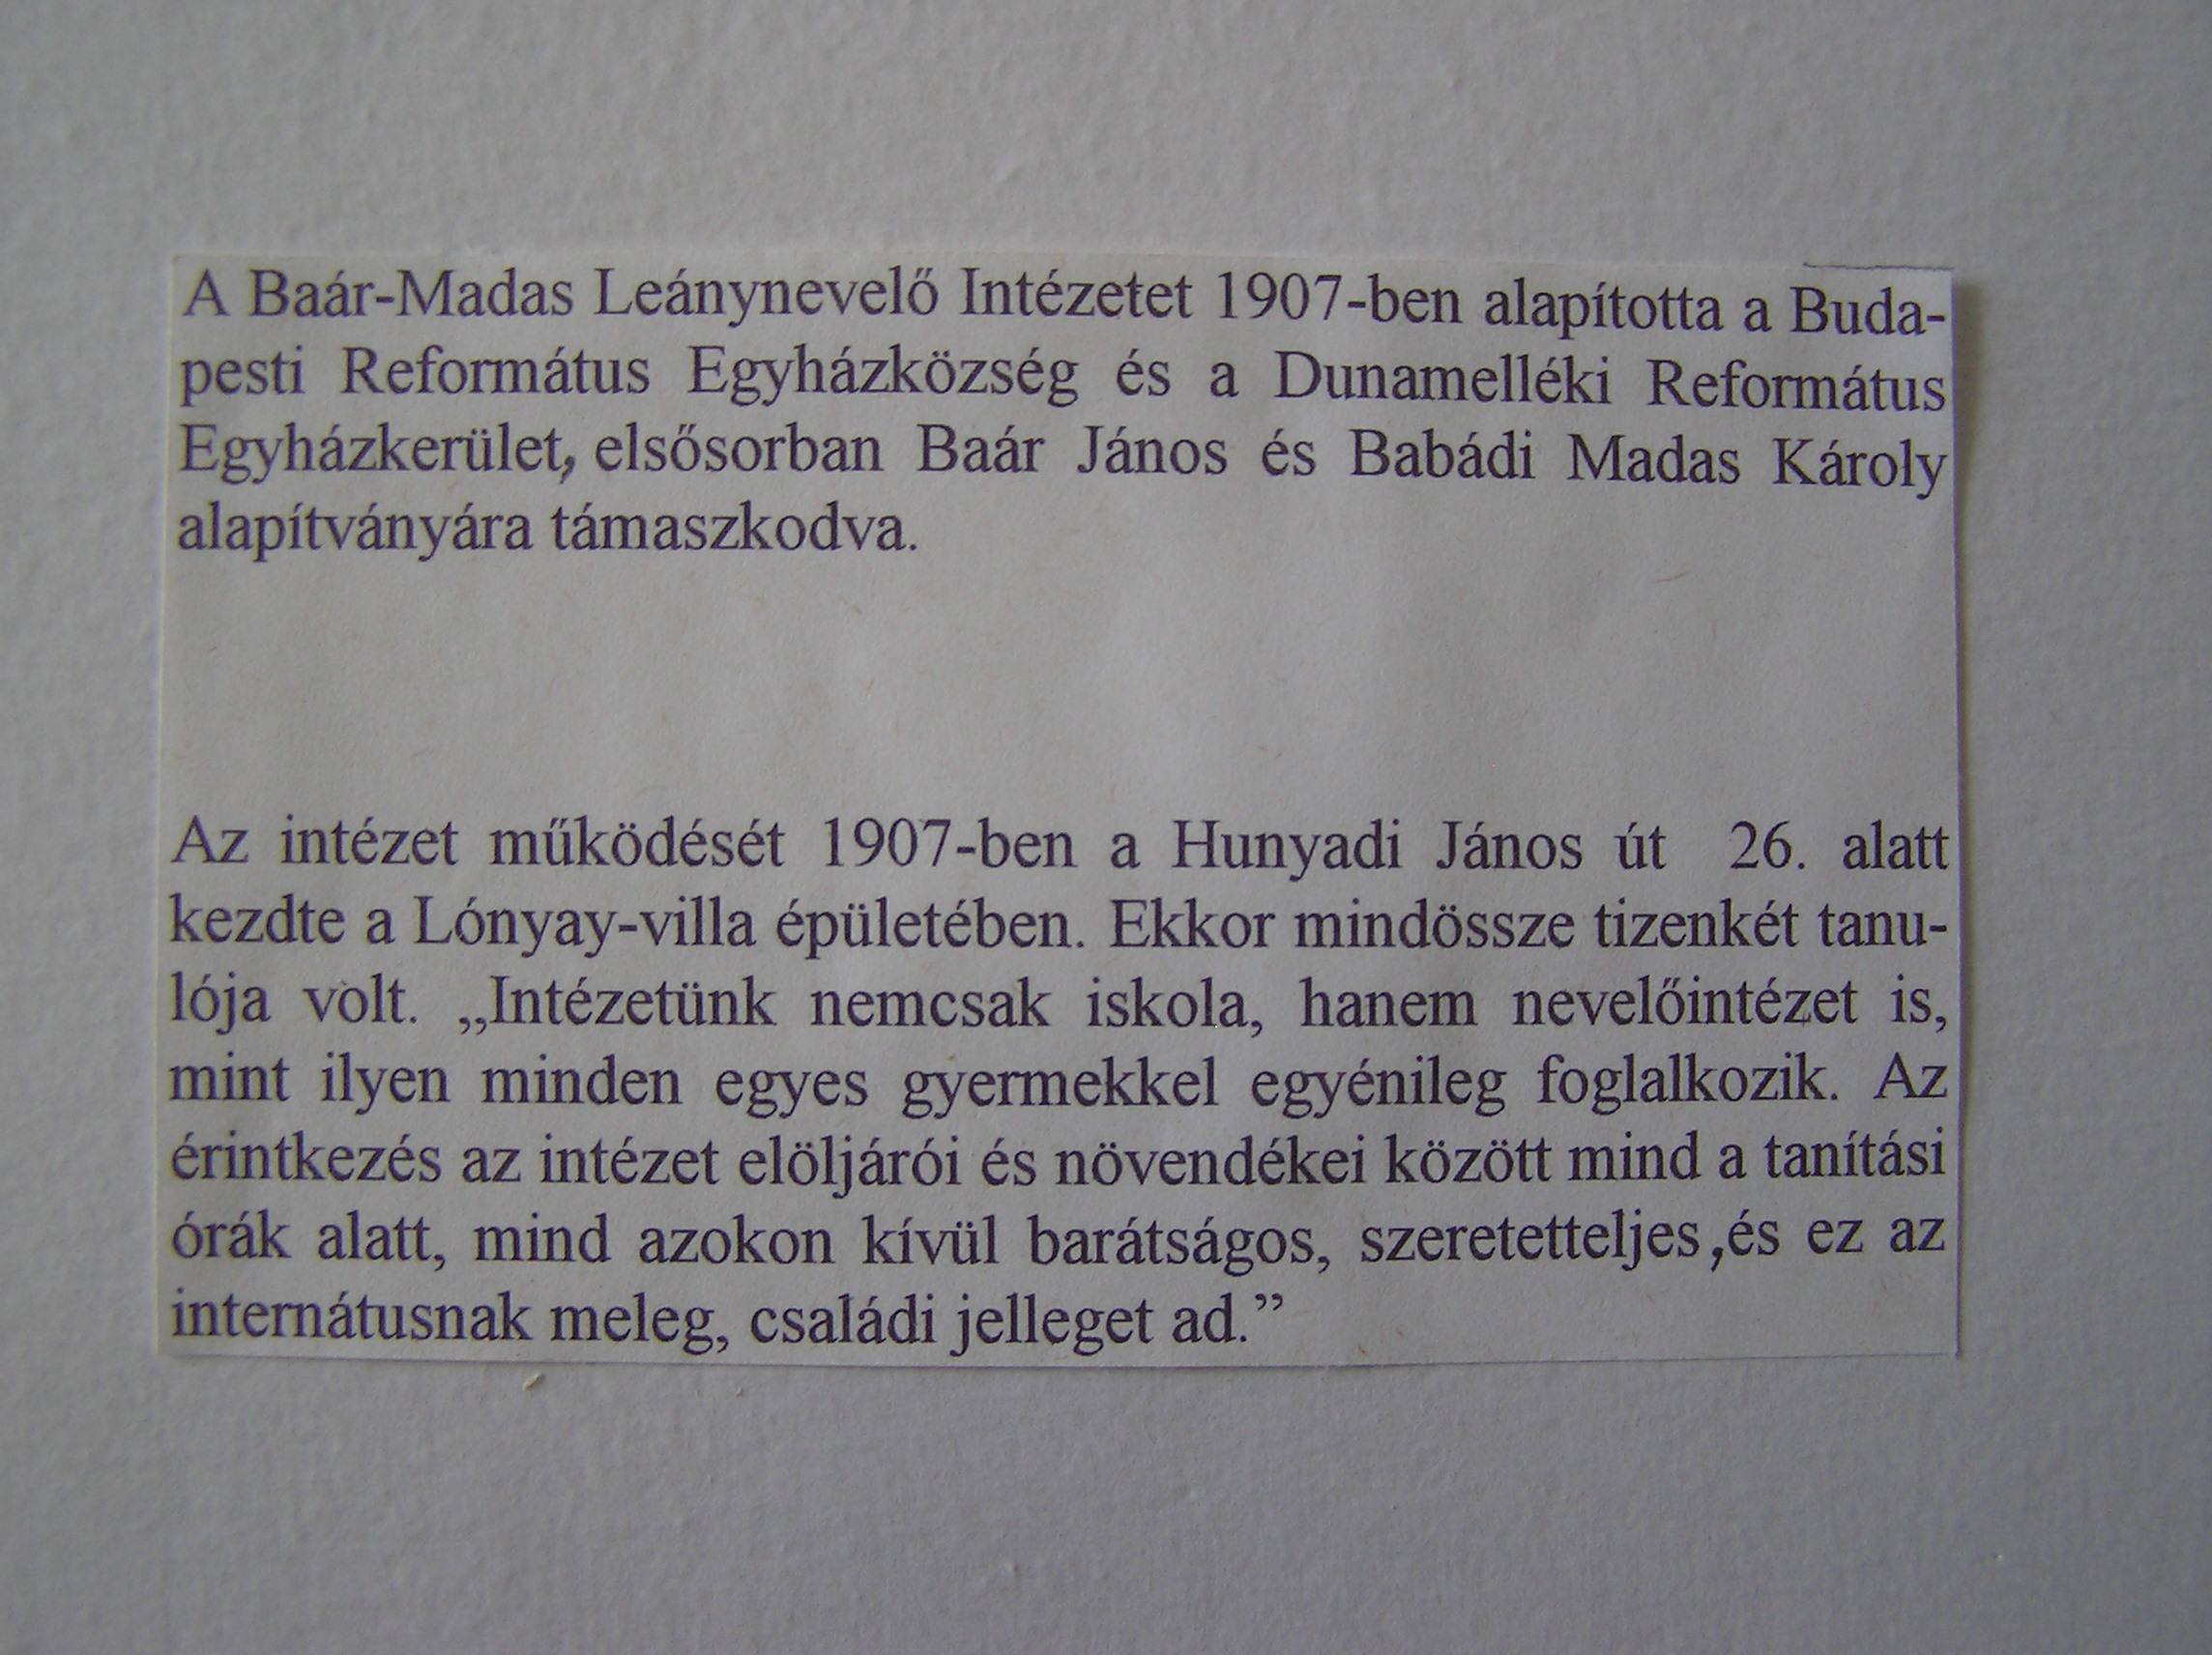 A Baár-Madas Leánynevelő Intézetet 1907-ben alapította a Buda-
pesti Református Egyházközség és a Dunamelléki Református
Egyházkerület, elsősorban Baár János és Babádi Madas Károly
alapítványára támaszkodva.
Az intézet működését 1907-ben a Hunyadi János út 26. alatt
kezdte a Lónyay-villa épületében. Ekkor mindössze tizenkét tanu-
lója volt. „Intézetünk nemcsak iskola, hanem nevelőintézet is,
mint ilyen minden egyes gyermekkel egyénileg foglalkozik. Az
érintkezés az intézet elöljárói és növendékei között mind a tanítási
órák alatt, mind azokon kívül barátságos, szeretetteljes,és ez az
internátusnak meleg, családi jelleget ad.”